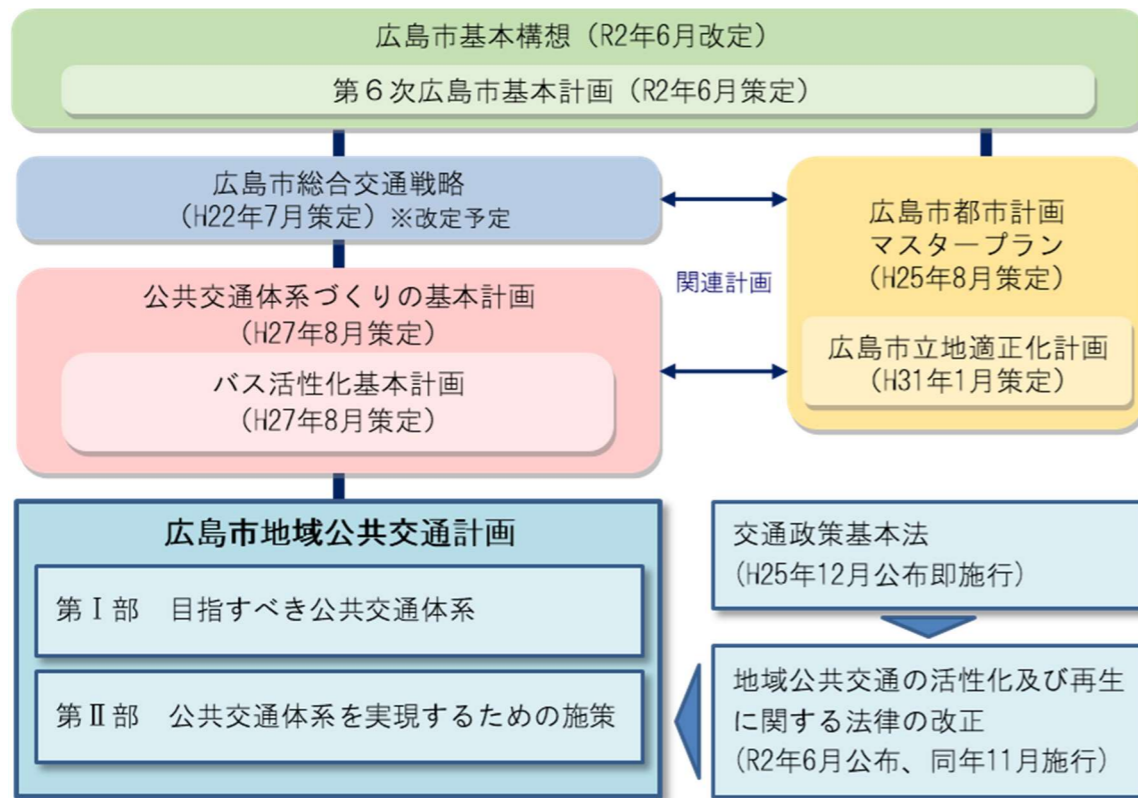 広島市基本構想（R2年6月改定）
第６次広島市基本計画（R2年6月策定）
広島市総合交通戦略
（H22年7月策定）※改定予定
広島市都市計画
マスタープラン
（H25年8月策定）
関連計画
公共交通体系づくりの基本計画
（H27年8月策定）
バス活性化基本計画
（H27年8月策定）
広島市立地適正化計画
（H31年1月策定）
広島市地域公共交通計画
第Ⅰ部　目指すべき公共交通体系
第Ⅱ部　公共交通体系を実現するための施策
交通政策基本法
（H25年12月公布即施行）
地域公共交通の活性化及び再生
に関する法律の改正
（R2年6月公布、同年11月施行）